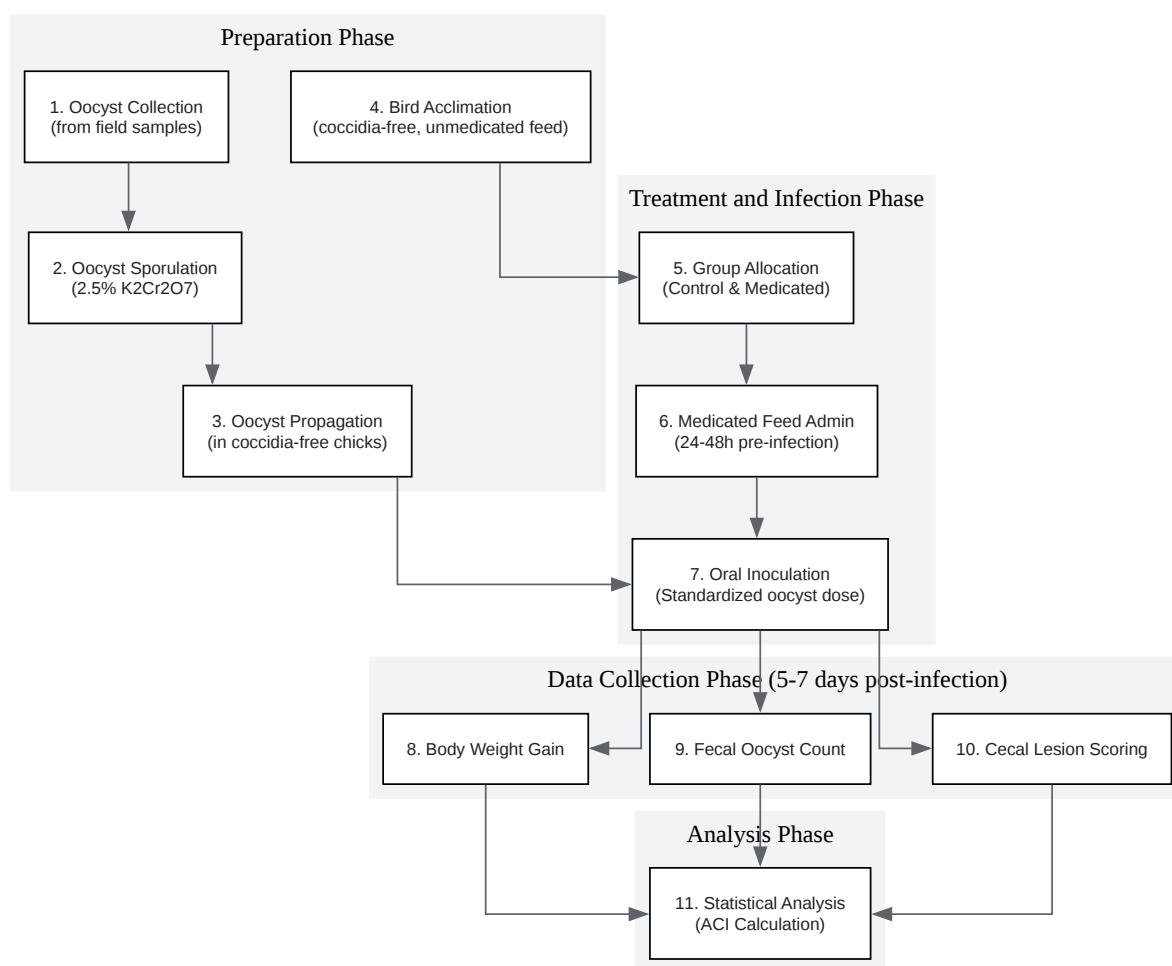 Preparation Phase
1. Oocyst Collection
(from field samples)
4. Bird Acclimation
(coccidia-free, unmedicated feed)
Treatment and Infection Phase
2. Oocyst Sporulation
(2.5% K2Cr2O7)
5. Group Allocation
(Control & Medicated)
3. Oocyst Propagation
(in coccidia-free chicks)
6. Medicated Feed Admin
(24-48h pre-infection)
7. Oral Inoculation
(Standardized oocyst dose)
Data Collection Phase (5-7 days post-infection)
8. Body Weight Gain
9. Fecal Oocyst Count
10. Cecal Lesion Scoring
Analysis Phase
11. Statistical Analysis
(ACI Calculation)